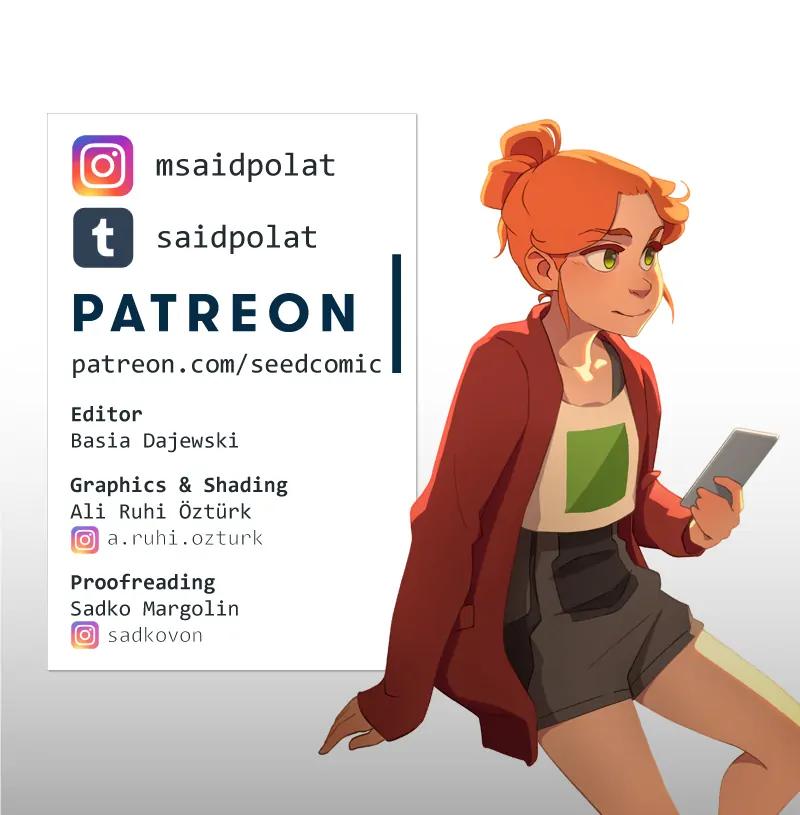 msaidpolat
saidpolat
PATREON
patreon.com/seedcomic
Editor
Basia Dajewski
Graphics & Shading
Ali Ruhi Öztürk
a.ruhi.ozturk
Proofreading
Sadko Margolin
sadkovon